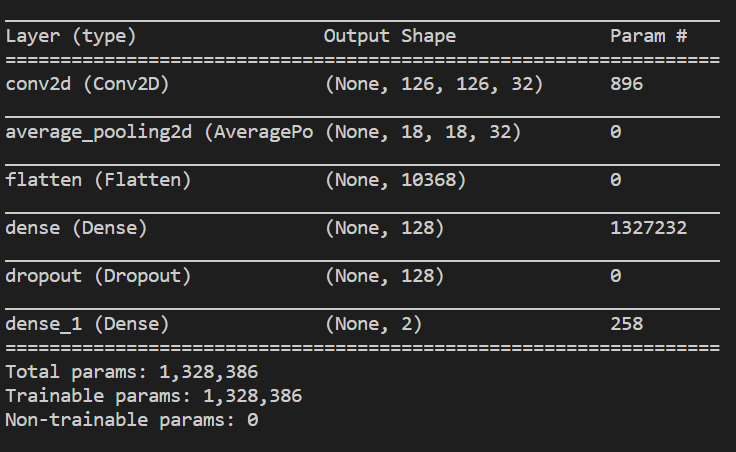 Layer (type) Output Shape Param #
=================================================================
conv2d (Conv2D) (None, 126, 126, 32) 896
average_pooling2d (AveragePo (None, 18, 18, 32) 0
flatten (Flatten) (None, 10368) 0
dense (Dense) (None, 128) 1327232
dropout (Dropout) (None, 128) 0
dense_1 (Dense) (None, 2) 258
=================================================================
Total params: 1,328,386
Trainable params: 1,328,386
Non-trainable params: 0